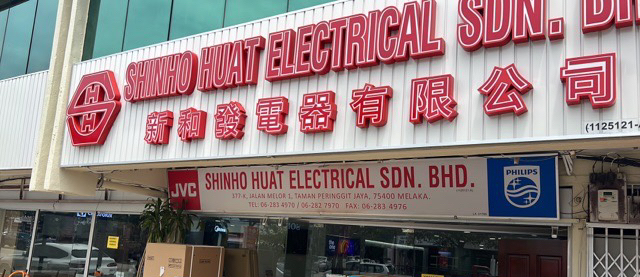 SHINHO HUAT ELECTRICAL SDN. BH
新和發電器有限公司
(1125121-
JVC
SHINHO HUAT ELECTRICAL SDN. BHD.
377-K, JALAN MELOR 1, TAMAN PERINGGIT JAYA, 75400 MELAKA.
TEL: 06-283 4970 / 06-282 7970 FAX: 06-283 4976
PHILIPS